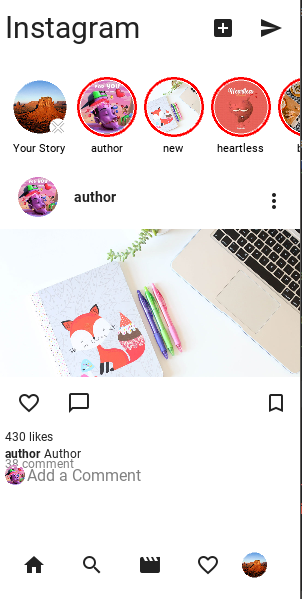 Instagram
Your Story
author
new
heartless
author
430 likes
author Author
38 comment
Add a Comment